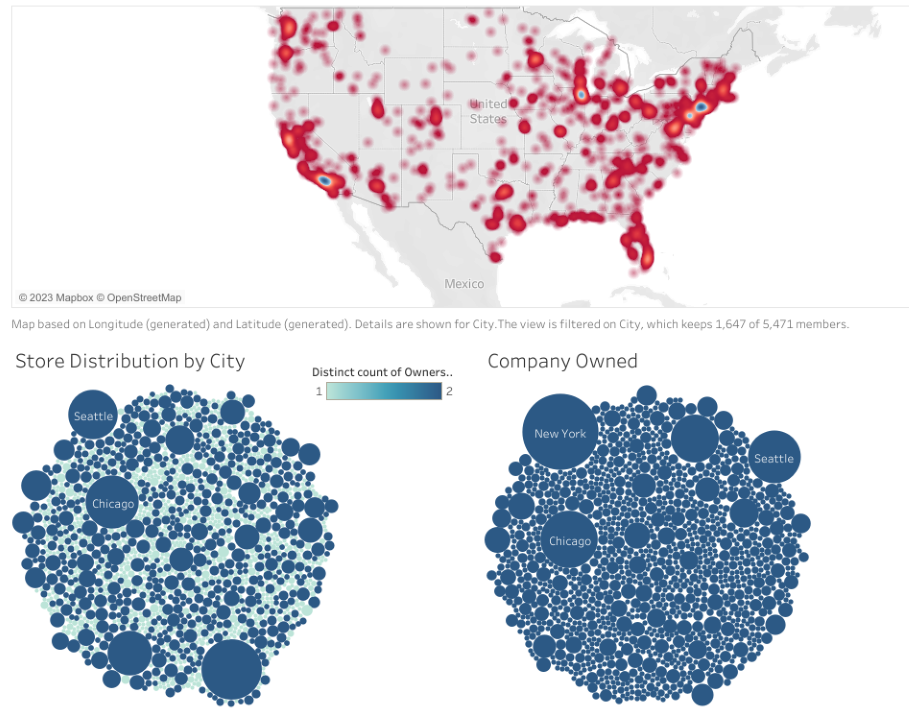 United
States
Mexico
© 2023 Mapbox © OpenStreetMap
Map based on Longitude (generated) and Latitude (generated). Details are shown for City.The view is filtered on City, which keeps 1,647 of 5,471 members.
Store Distribution by City
Distinct count of Owners..
1 2
Seattle
Chicago
Company Owned
New York
Seattle
Chicago